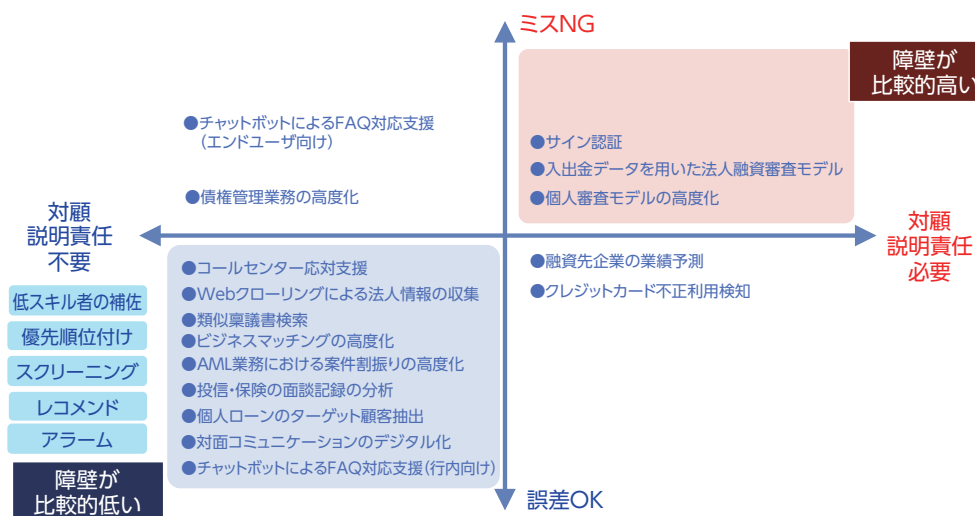 ミスNG
障壁が
比較的高い
●チャットボットによるFAQ対応支援
(エンドユーザ向け)
●債権管理業務の高度化
●サイン認証
●入出金データを用いた法人融資審査モデル
●個人審査モデルの高度化
対顧
説明責任
不要
対顧
説明責任
必要
●コールセンター応対支援
●Webクローリングによる法人情報の収集
●類似稟議書検索
●ビジネスマッチングの高度化
●AML業務における案件割振りの高度化
●投信・保険の面談記録の分析
●個人ローンのターゲット顧客抽出
●対面コミュニケーションのデジタル化
●チャットボットによるFAQ対応支援(行内向け)
●融資先企業の業績予測
●クレジットカード不正利用検知
低スキル者の補佐
優先順位付け
スクリーニング
レコメンド
アラーム
障壁が
比較的低い
誤差OK